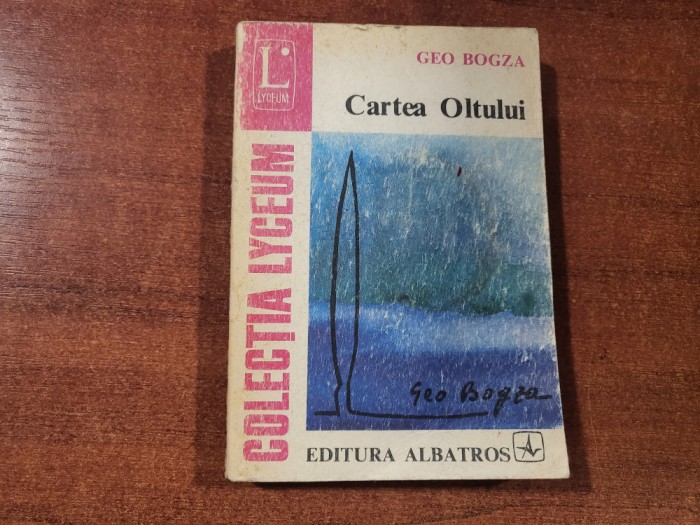 L
LYCEUM
COLECȚIA LYCEUM
GEO BOGZA
Cartea Oltului
Geo Bogza
EDITURA ALBATROS